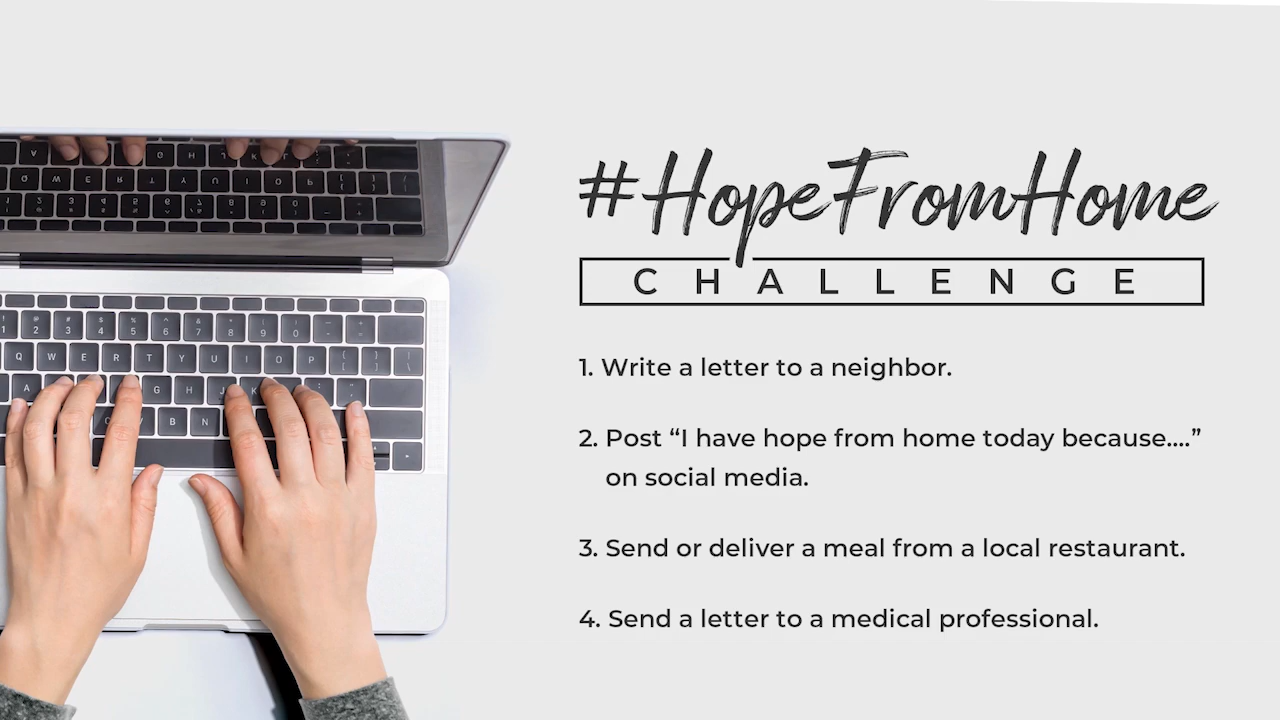 #HopeFromHome
CHALLENGE
1. Write a letter to a neighbor.
2. Post “I have hope from home today because....”
on social media.
3. Send or deliver a meal from a local restaurant.
4. Send a letter to a medical professional.